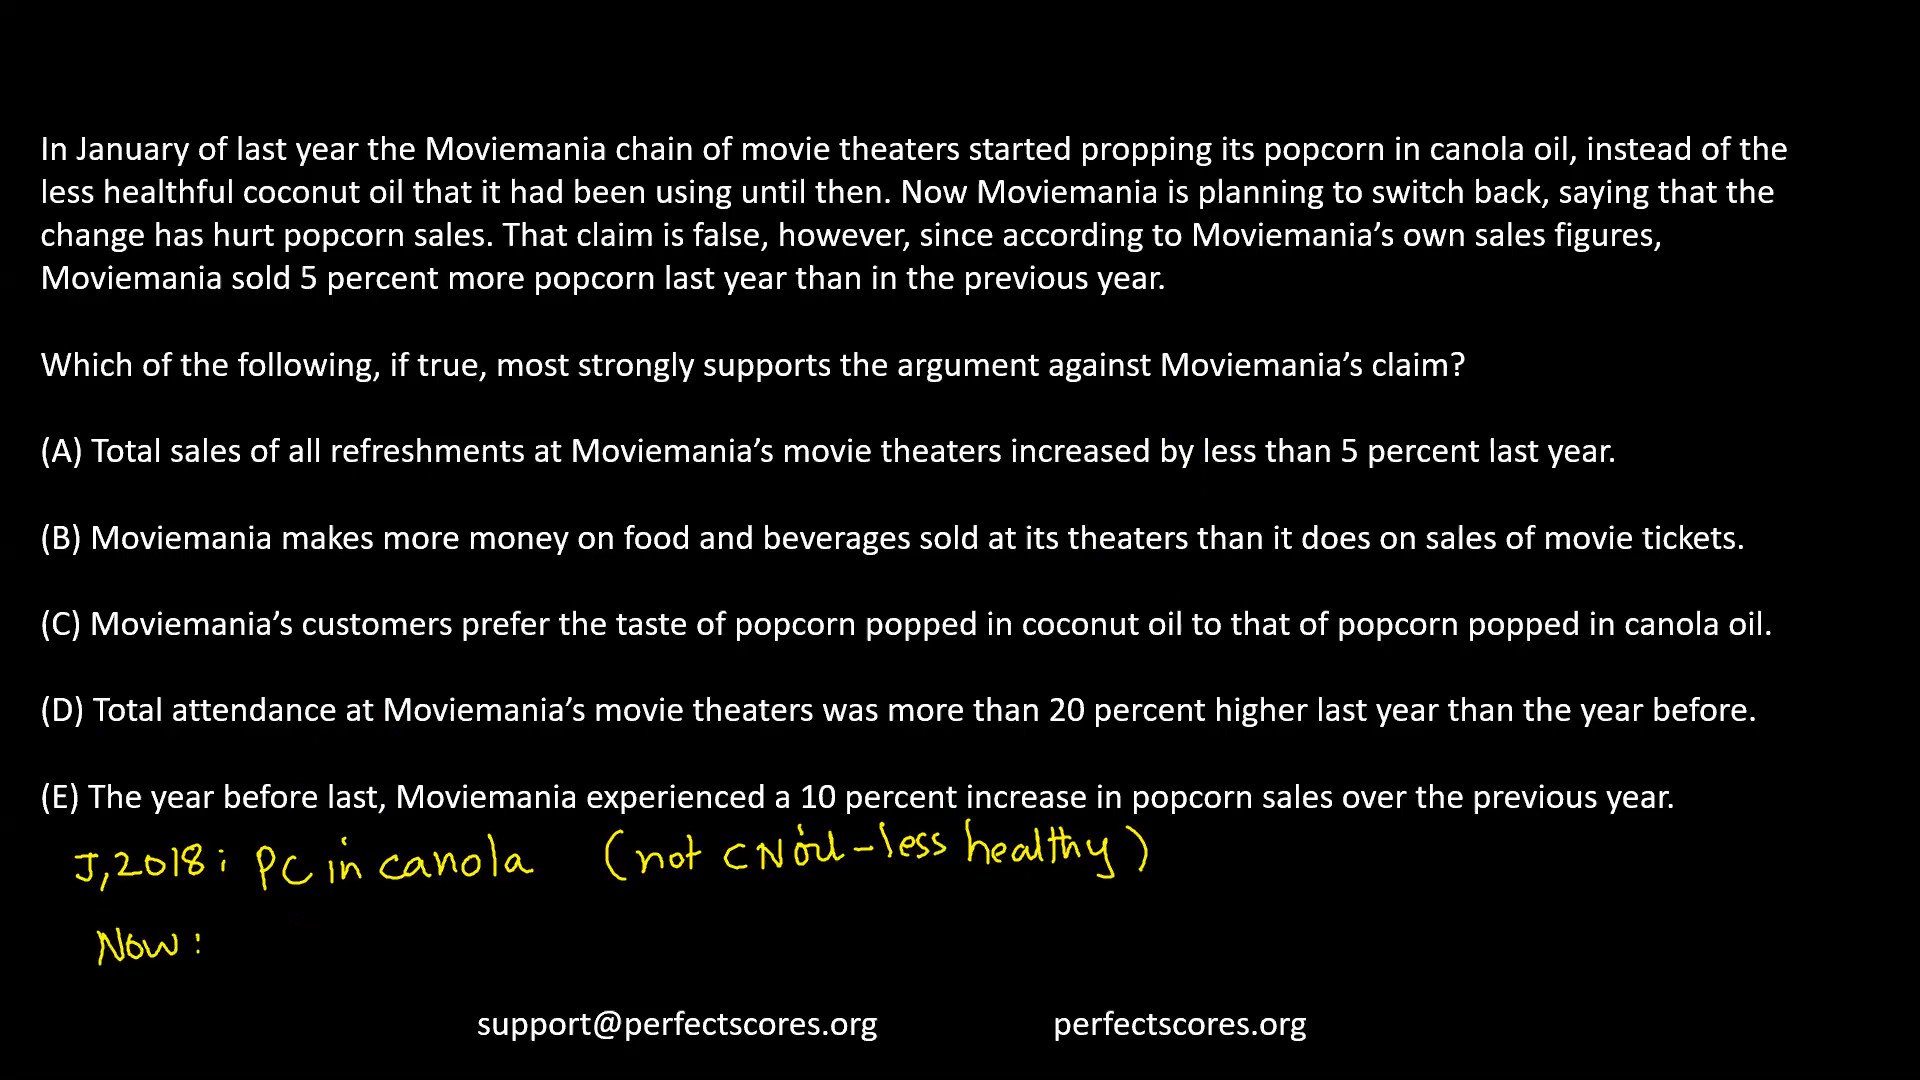 In January of last year the Moviemania chain of movie theaters started propping its popcorn in canola oil, instead of the
less healthful coconut oil that it had been using until then. Now Moviemania is planning to switch back, saying that the
change has hurt popcorn sales. That claim is false, however, since according to Moviemania’s own sales figures,
Moviemania sold 5 percent more popcorn last year than in the previous year.
Which of the following, if true, most strongly supports the argument against Moviemania’s claim?
(A) Total sales of all refreshments at Moviemania’s movie theaters increased by less than 5 percent last year.
(B) Moviemania makes more money on food and beverages sold at its theaters than it does on sales of movie tickets.
(C) Moviemania’s customers prefer the taste of popcorn popped in coconut oil to that of popcorn popped in canola oil.
(D) Total attendance at Moviemania’s movie theaters was more than 20 percent higher last year than the year before.
(E) The year before last, Moviemania experienced a 10 percent increase in popcorn sales over the previous year.
J, 2018: PC in canola (not CN oil – less healthy)
Now:
support@perfectscores.org perfectscores.org